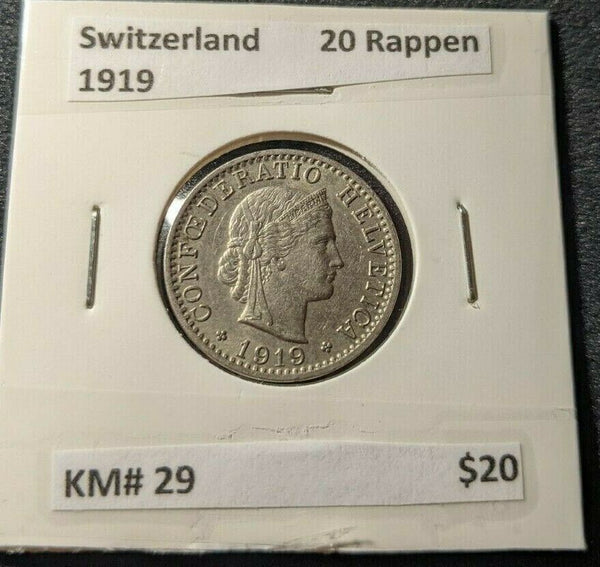 Switzerland 20 Rappen
1919
CONFŒDERATIO HELVETICA
* 1919 *
KM# 29 $20